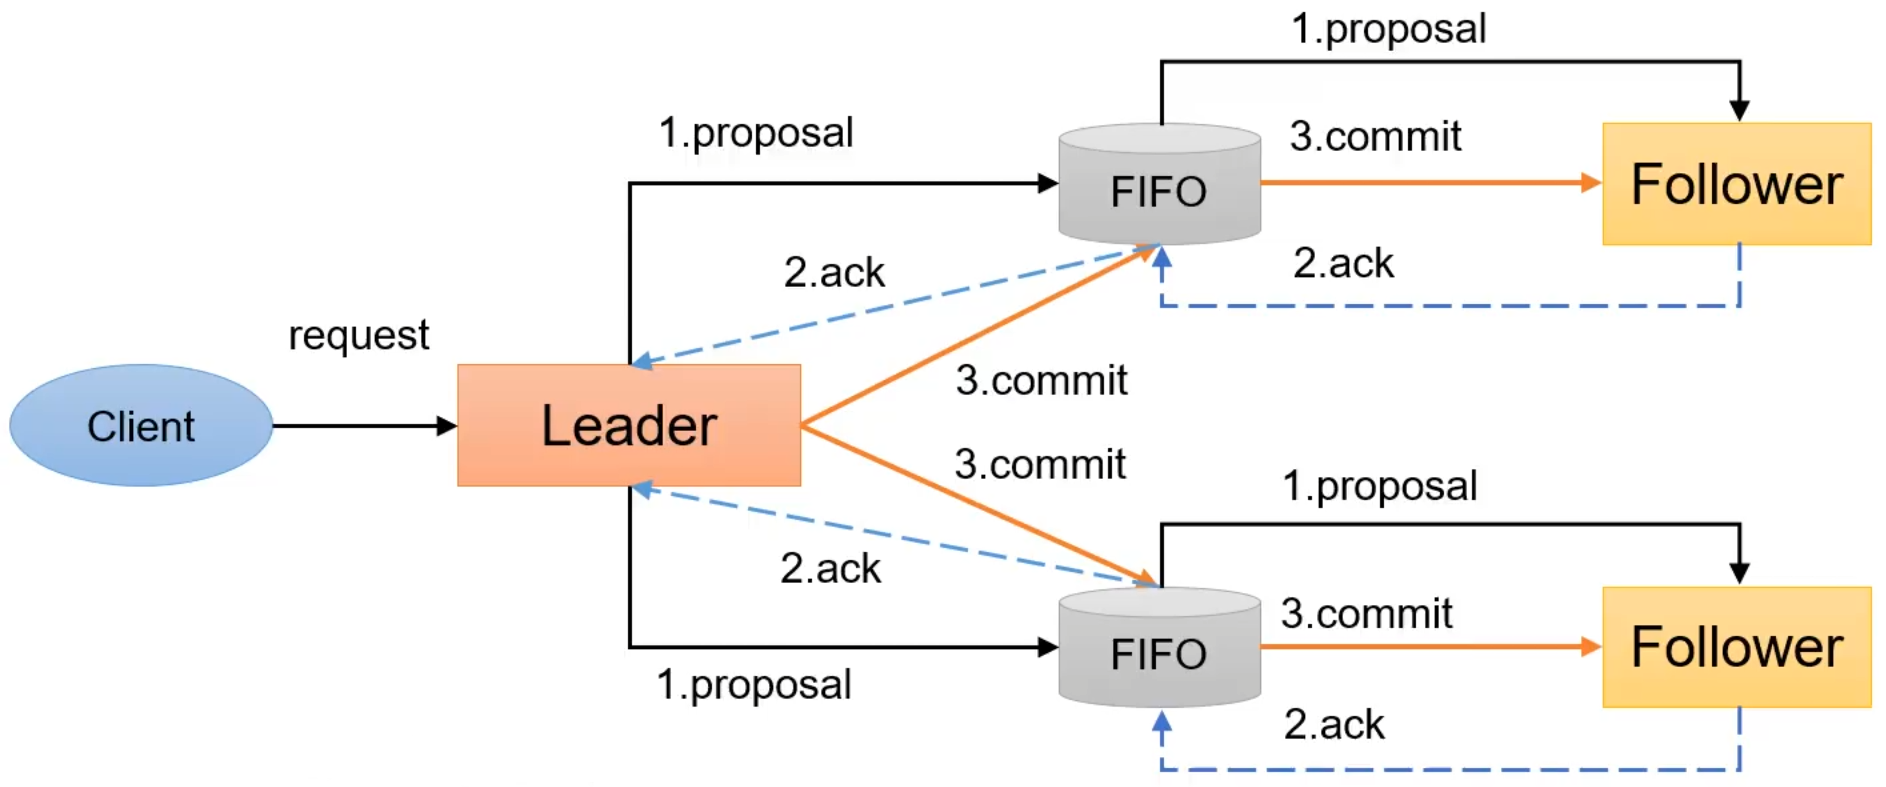 1.proposal
1.proposal
3.commit
FIFO
Follower
2.ack
2.ack
request
3.commit
Client
Leader
3.commit
1.proposal
2.ack
3.commit
FIFO
Follower
1.proposal
2.ack